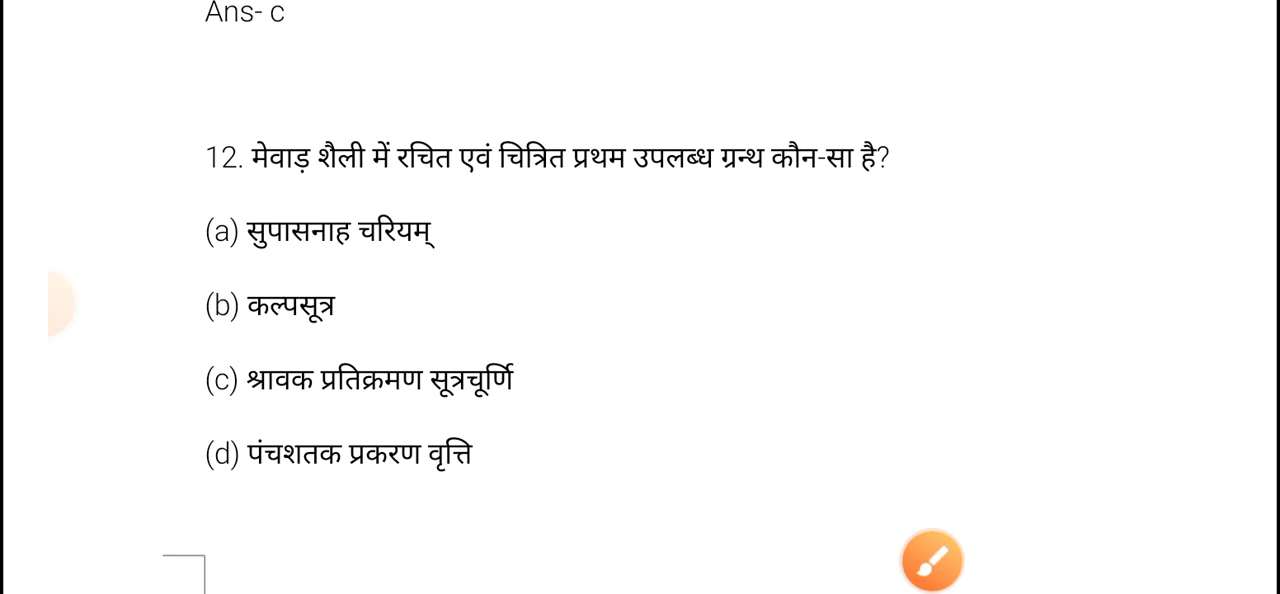 Ans- c
12. मेवाड़ शैली में रचित एवं चित्रित प्रथम उपलब्ध ग्रन्थ कौन-सा है?
(a) सुपासनाह चरियम्
(b) कल्पसूत्र
(c) श्रावक प्रतिक्रमण सूत्रचूर्णि
(d) पंचशतक प्रकरण वृत्ति